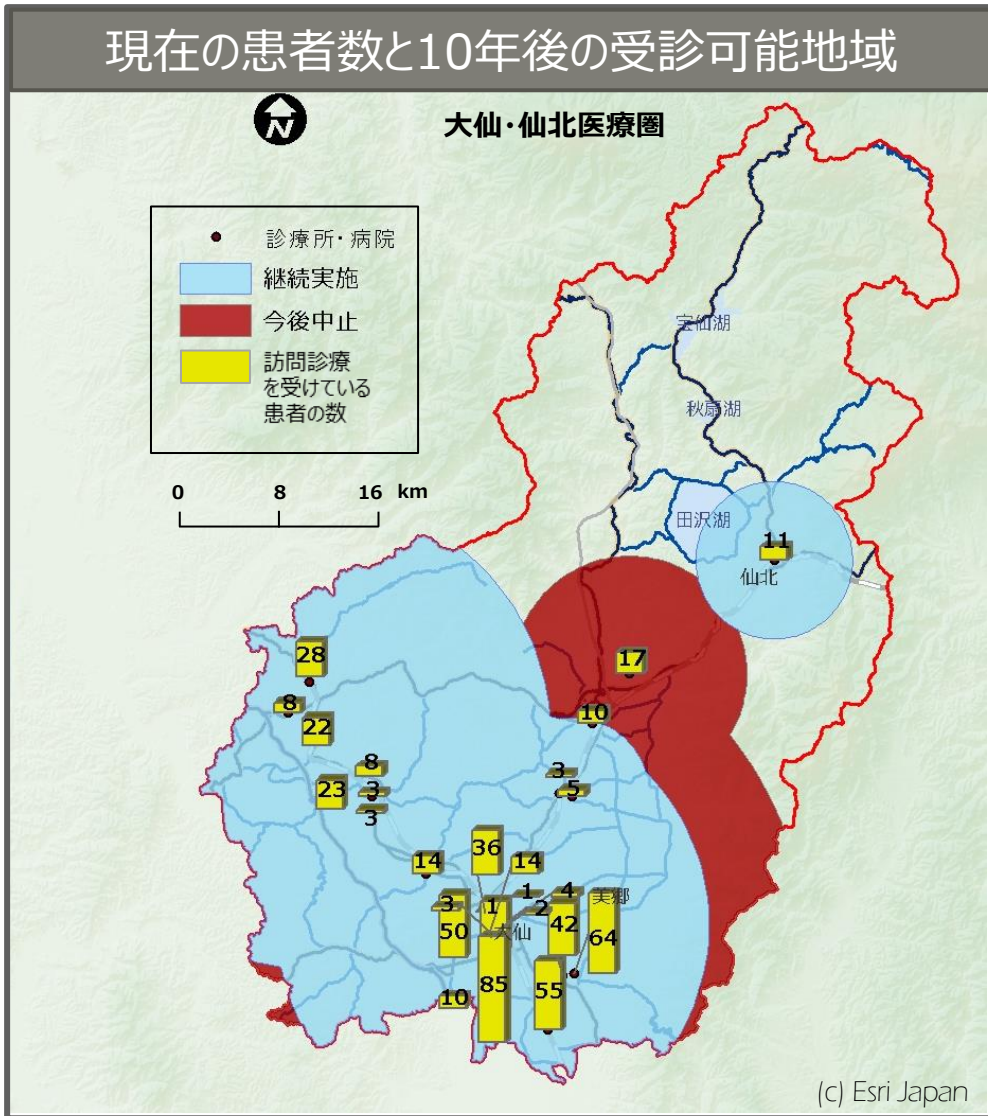 現在の患者数と10年後の受診可能地域
N
大仙・仙北医療圏
診療所・病院
継続実施
今後中止
訪問診療
を受けている
患者の数
0 8 16 km
宝仙湖
秋扇湖
田沢湖
11
仙北
28
17
8
10
22
8
3
23
3
5
3
14
36
14
1
4
美郷
3
1
2
50
大仙
42
64
85
55
10
(c) Esri Japan